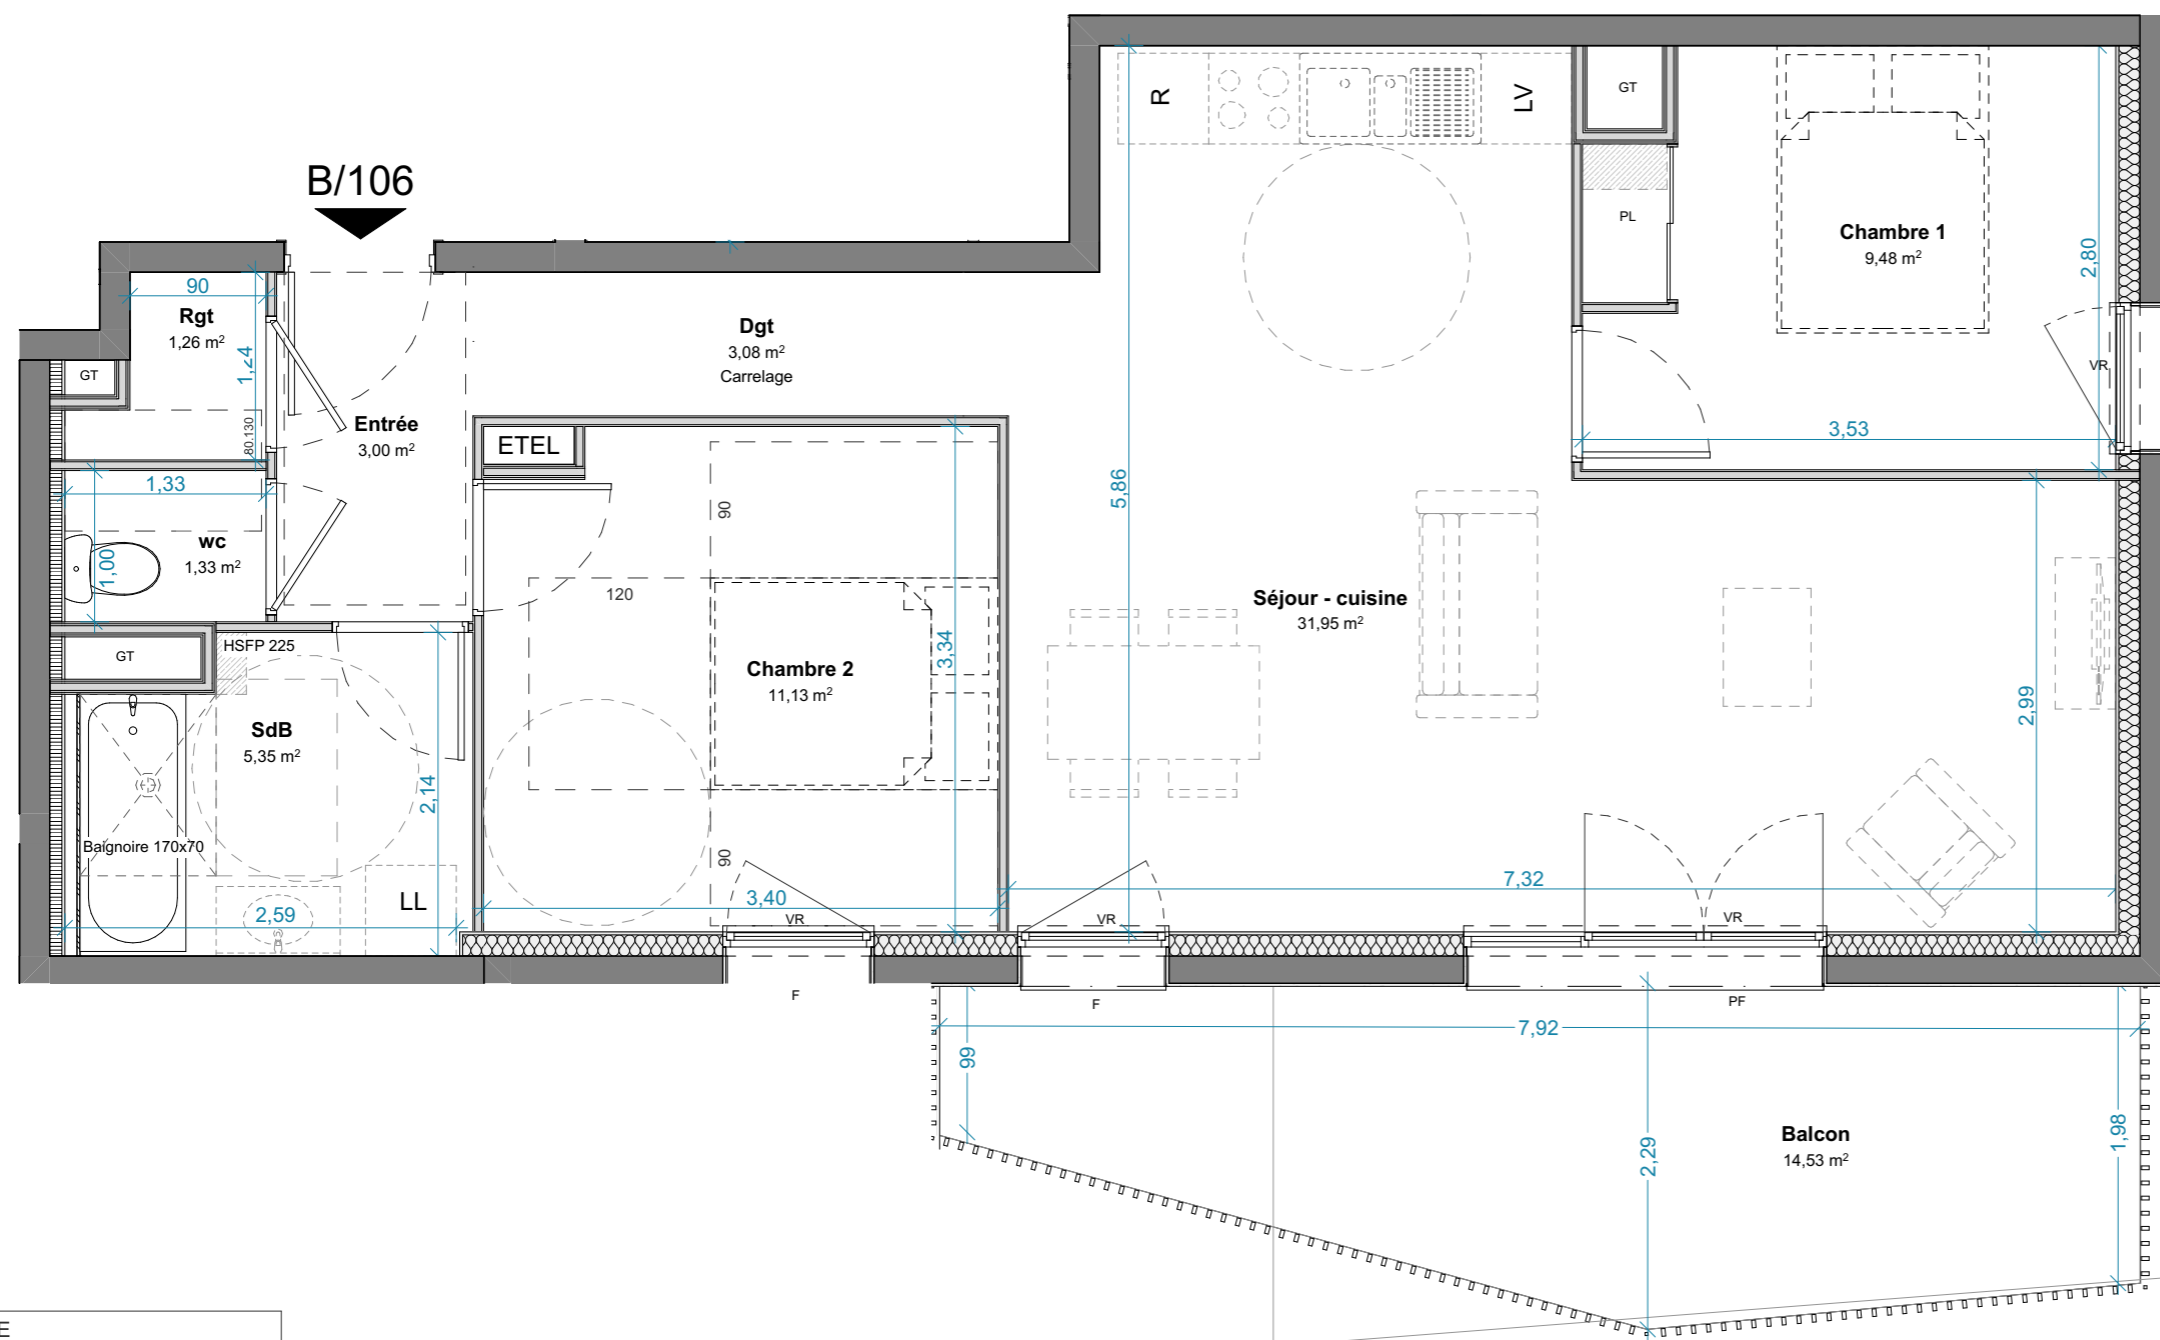 B/106
R
LV
GT
PL
Chambre 1
9,48 m²
2,80
VR
3,53
90
Rgt
1,26 m²
1,24
GT
80.130
Entrée
3,00 m²
Dgt
3,08 m²
Carrelage
ETEL
1,33
wc
1,33 m²
1,00
GT
HSFP 225
SdB
5,35 m²
2,14
Baignoire 170x70
2,59
LL
90
120
Chambre 2
11,13 m²
3,34
90
3,40
VR
F
5,86
Séjour - cuisine
31,95 m²
2,99
7,32
VR
VR
F
PF
7,92
99
2,29
1,98
Balcon
14,53 m²
E